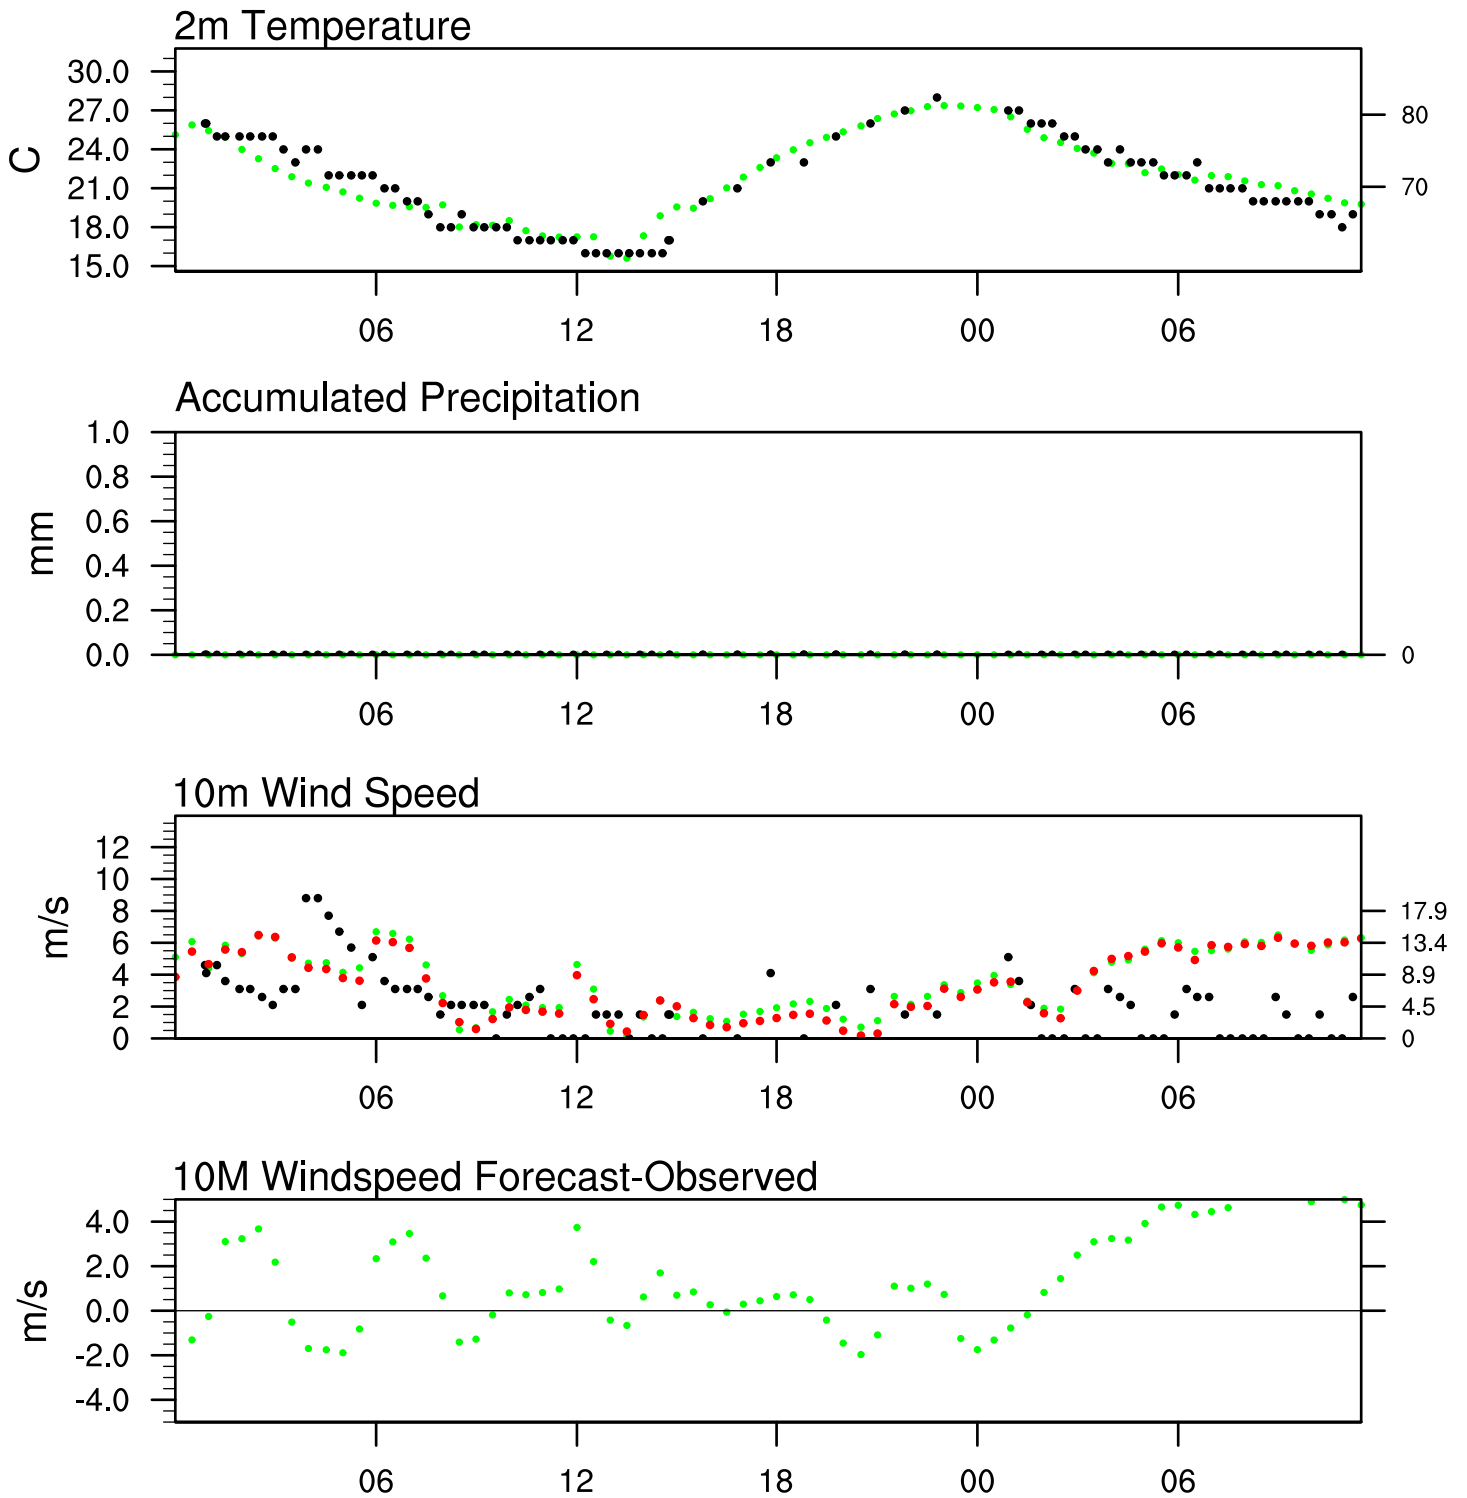 2m Temperature
30.0
27.0
24.0
21.0
18.0
15.0
C
80
70
06 12 18 00 06
Accumulated Precipitation
1.0
0.8
0.6
0.4
0.2
0.0
mm
0
06 12 18 00 06
10m Wind Speed
12
10
8
6
4
2
0
m/s
17.9
13.4
8.9
4.5
0
06 12 18 00 06
10M Windspeed Forecast-Observed
4.0
2.0
0.0
-2.0
-4.0
m/s
06 12 18 00 06